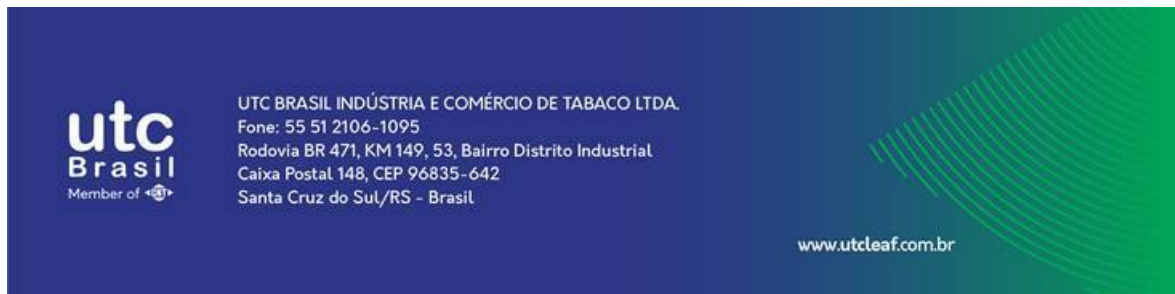 utc
Brasil
Member of
UTC BRASIL INDÚSTRIA E COMÉRCIO DE TABACO LTDA.
Fone: 55 51 2106-1095
Rodovia BR 471, KM 149, 53, Bairro Distrito Industrial
Caixa Postal 148, CEP 96835-642
Santa Cruz do Sul/RS - Brasil
www.utcleaf.com.br